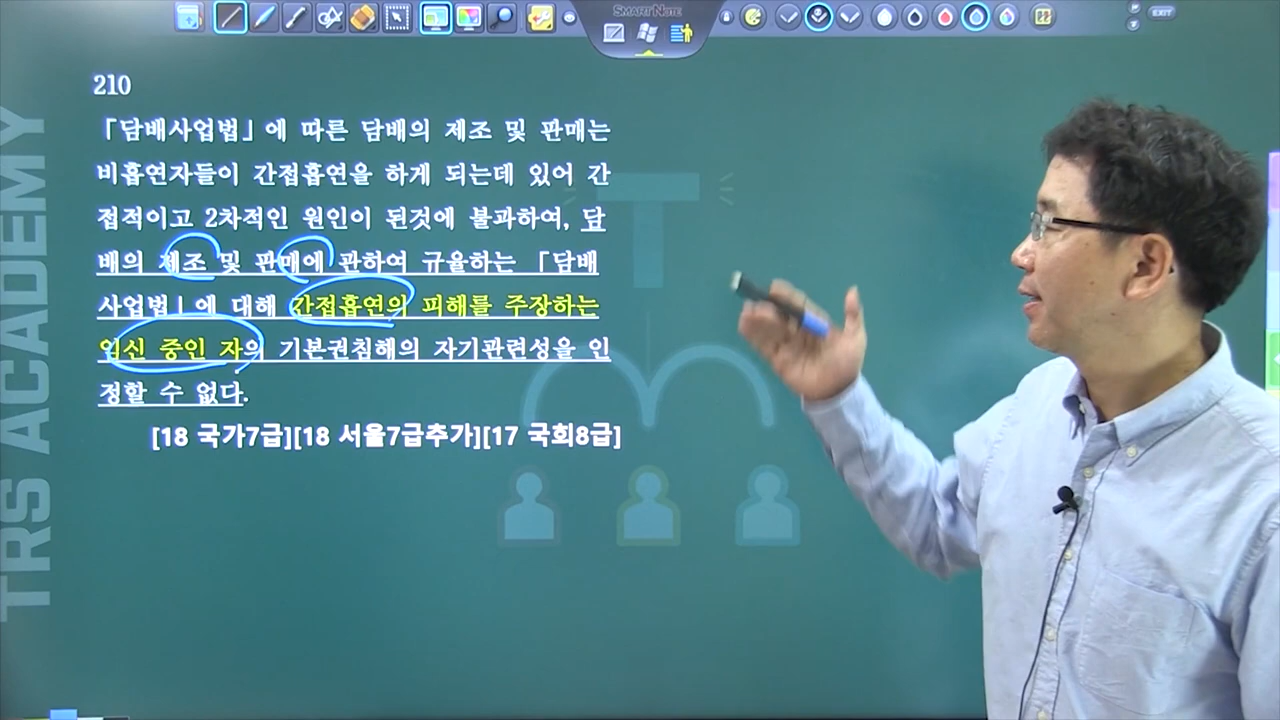 SMARTNOTE
EXIT
210
「담배사업법」에 따른 담배의 제조 및 판매는
비흡연자들이 간접흡연을 하게 되는데 있어 간
접적이고 2차적인 원인이 된것에 불과하여, 담
배의 제조 및 판매에 관하여 규율하는 「담배
사업법」에 대해 간접흡연의 피해를 주장하는
임신 중인 자의 기본권침해의 자기관련성을 인
정할 수 없다.
[18 국가7급][18 서울7급추가][17 국회8급]
TRS ACADEMY